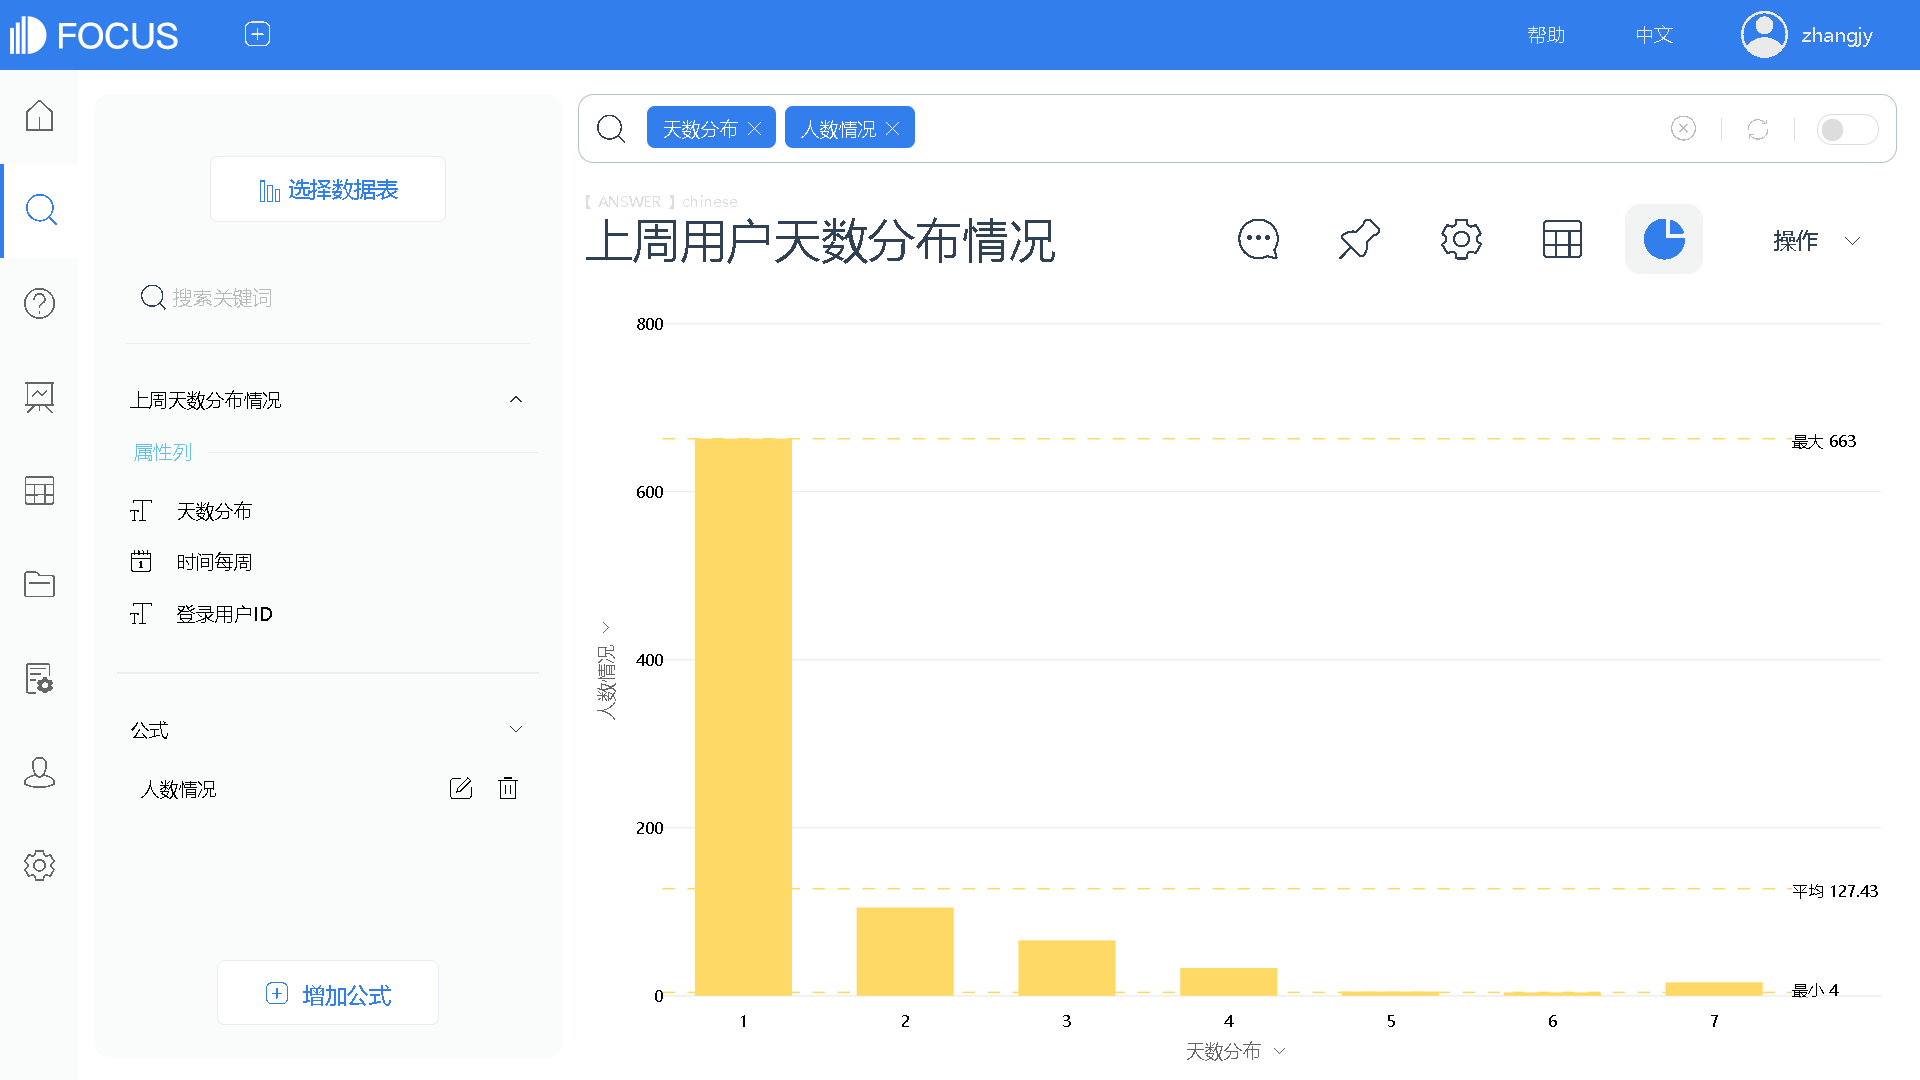 FOCUS
帮助
中文
zhangjy
选择数据表
搜索关键词
上周天数分布情况
属性列
天数分布
时间每周
登录用户ID
公式
人数情况
增加公式
天数分布
人数情况
【 ANSWER 】chinese
上周用户天数分布情况
操作
800
600
400
200
0
人数情况
最大 663
平均 127.43
最小 4
1 2 3 4 5 6 7
天数分布